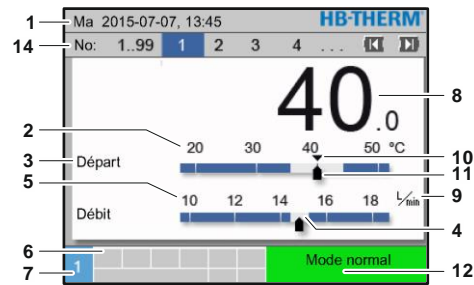 1 Ma 2015-07-07, 13:45 HB-THERM
14 No: 1..99 1 2 3 4 ...
40.0 8
2 20 30 40 50 °C 10
3 Départ 11
5 10 12 14 16 18 L/min 9
Débit 4
6
7 1 Mode normal 12